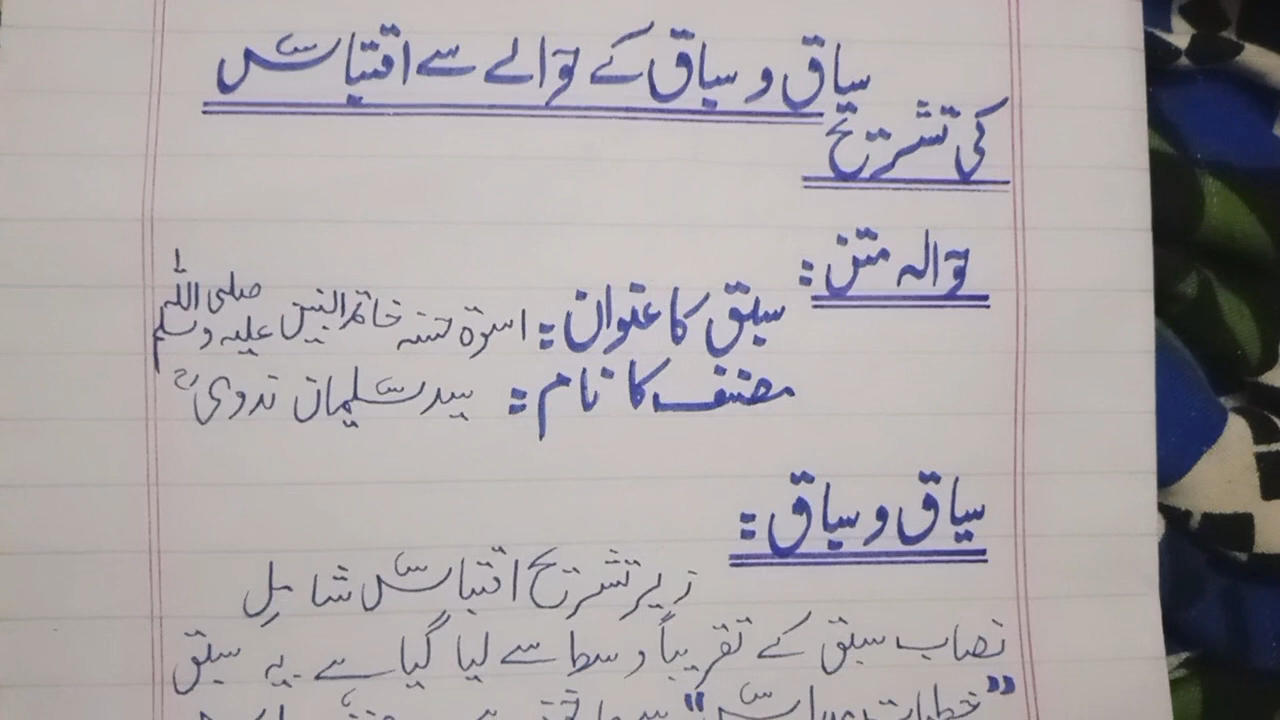 سیاق و سباق کے حوالے سے اقتباس
کی تشریح
حوالہ متن:
سبق کا عنوان: اسوۂ حسنہ خاتم النبیین صلی اللہ علیہ وسلم
مصنف کا نام: سید سلیمان ندوی ؒ
سیاق و سباق:
زیر تشریح اقتباس شاملِ
نصاب سبق کے تقریباً وسط سے لیا گیا ہے۔ یہ سبق
"خطبات مدراس"